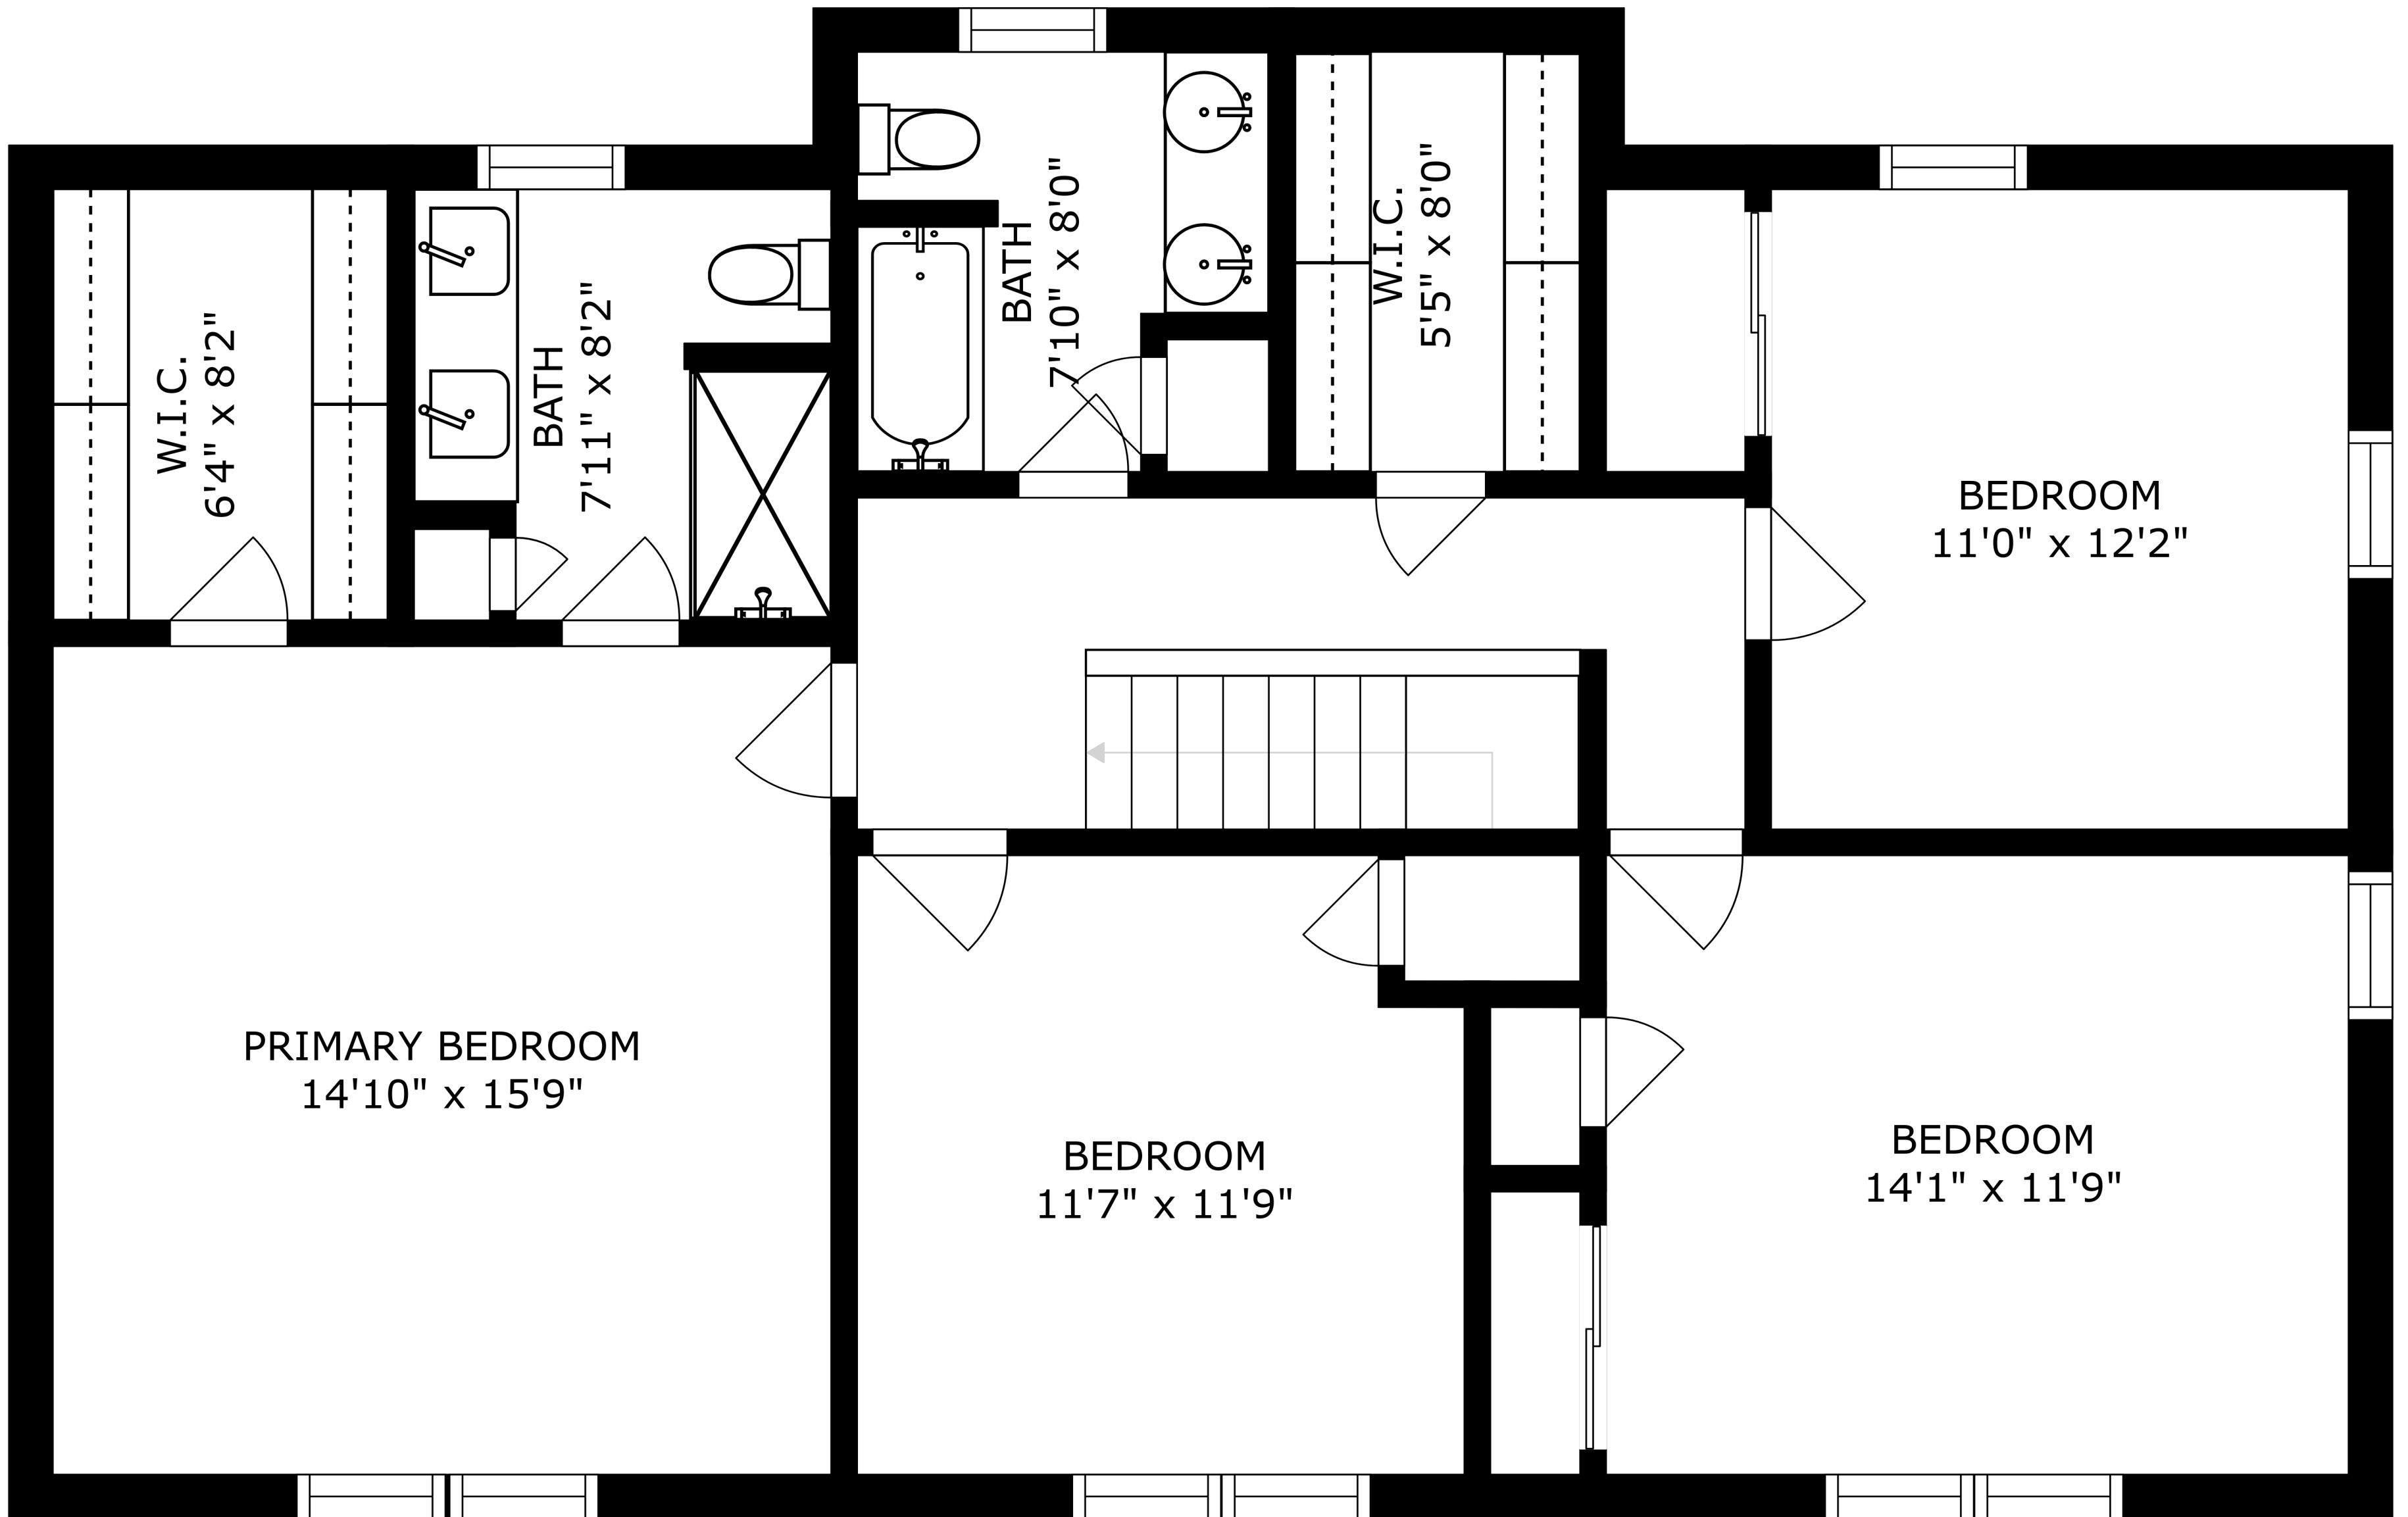 W.I.C.
6'4" x 8'2"
BATH
7'11" x 8'2"
BATH
7'10" x 8'0"
W.I.C.
5'5" x 8'0"
BEDROOM
11'0" x 12'2"
PRIMARY BEDROOM
14'10" x 15'9"
BEDROOM
11'7" x 11'9"
BEDROOM
14'1" x 11'9"